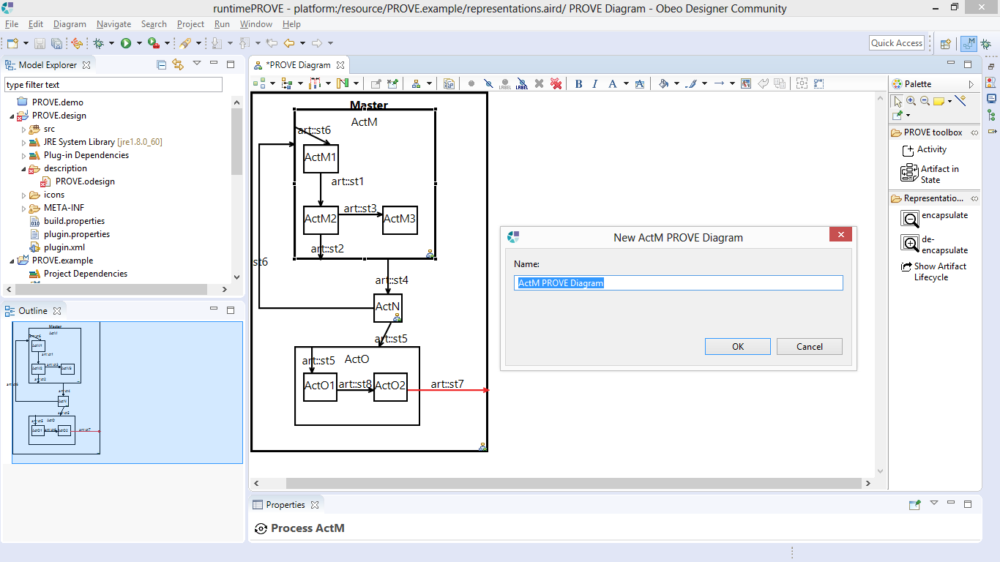 runtimePROVE - platform:/resource/PROVE.example/representations.aird/ PROVE Diagram - Obeo Designer Community
File Edit Diagram Navigate Search Project Run Window Help
Quick Access
Model Explorer
type filter text
PROVE.demo
PROVE.design
src
JRE System Library [jre1.8.0_60]
Plug-in Dependencies
description
PROVE.odesign
icons
META-INF
build.properties
plugin.properties
plugin.xml
PROVE.example
Project Dependencies
Outline
*PROVE Diagram
LABEL LABEL
B I A
Master
ActM
art::st6
ActM1
art::st1
ActM2
art::st3
ActM3
art::st2
st6
art::st4
ActN
art::st5
ActO
art::st5
ActO1
art::st8
ActO2
art::st7
New ActM PROVE Diagram
Name:
ActM PROVE Diagram
OK Cancel
Palette
PROVE toolbox
Activity
Artifact in
State
Representatio...
encapsulate
de-
encapsulate
Show Artifact
Lifecycle
Properties
Process ActM